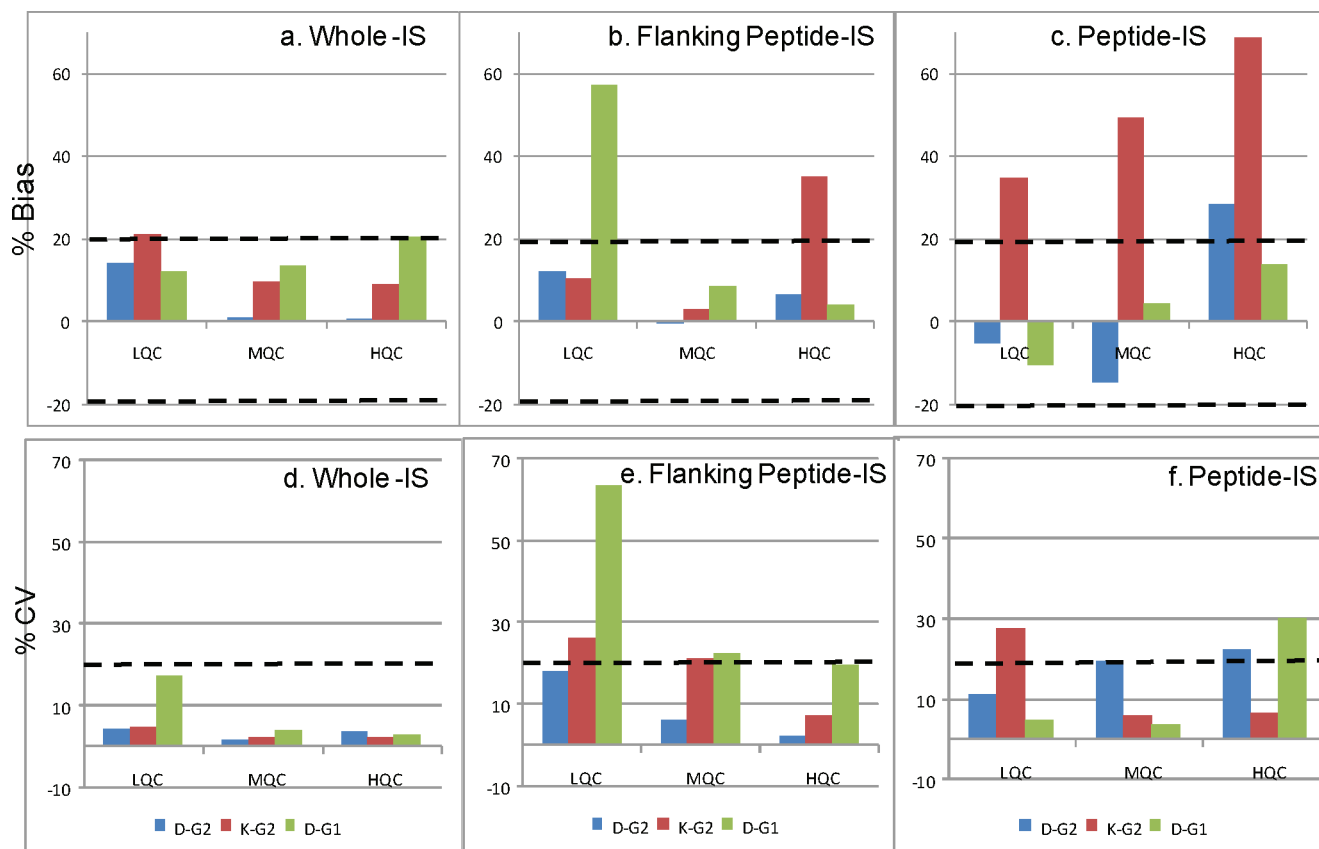 a. Whole -IS
b. Flanking Peptide-IS
c. Peptide-IS
% Bias
60
40
20
0
-20
LQC MQC HQC
60
40
20
0
-20
LQC MQC HQC
60
40
20
0
-20
LQC MQC HQC
d. Whole -IS
e. Flanking Peptide-IS
f. Peptide-IS
% CV
70
50
30
10
-10
LQC MQC HQC
D-G2 K-G2 D-G1
70
50
30
10
-10
LQC MQC HQC
D-G2 K-G2 D-G1
70
50
30
10
-10
LQC MQC HQC
D-G2 K-G2 D-G1